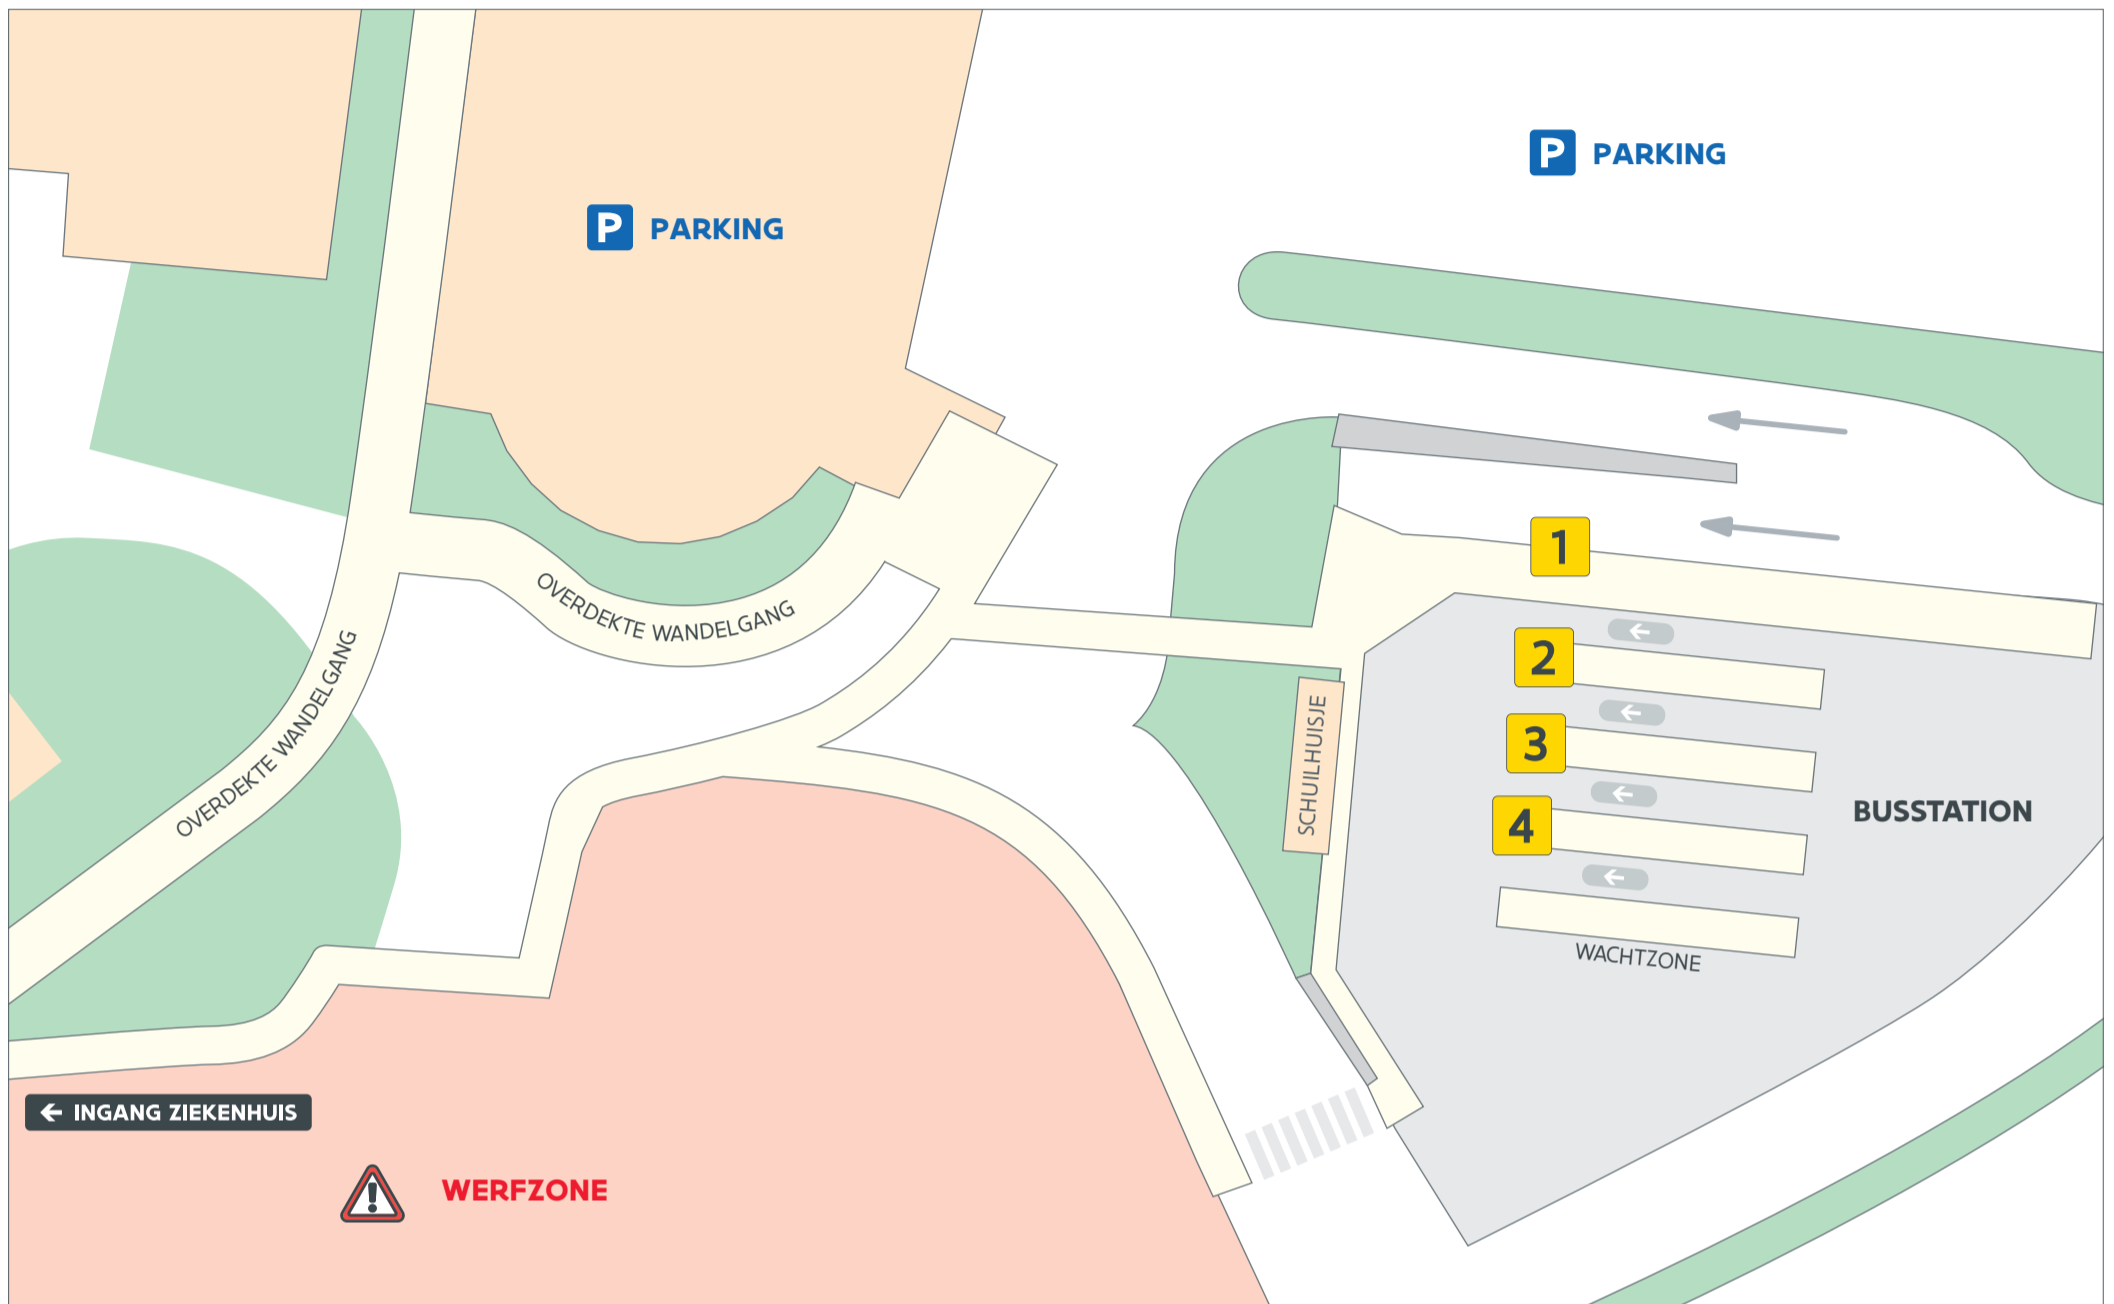 P PARKING
P PARKING
1
OVERDEKTE WANDELGANG
OVERDEKTE WANDELGANG
2
SCHUILHUISJE
3
4
BUSSTATION
WACHTZONE
INGANG ZIEKENHUIS
WERFZONE